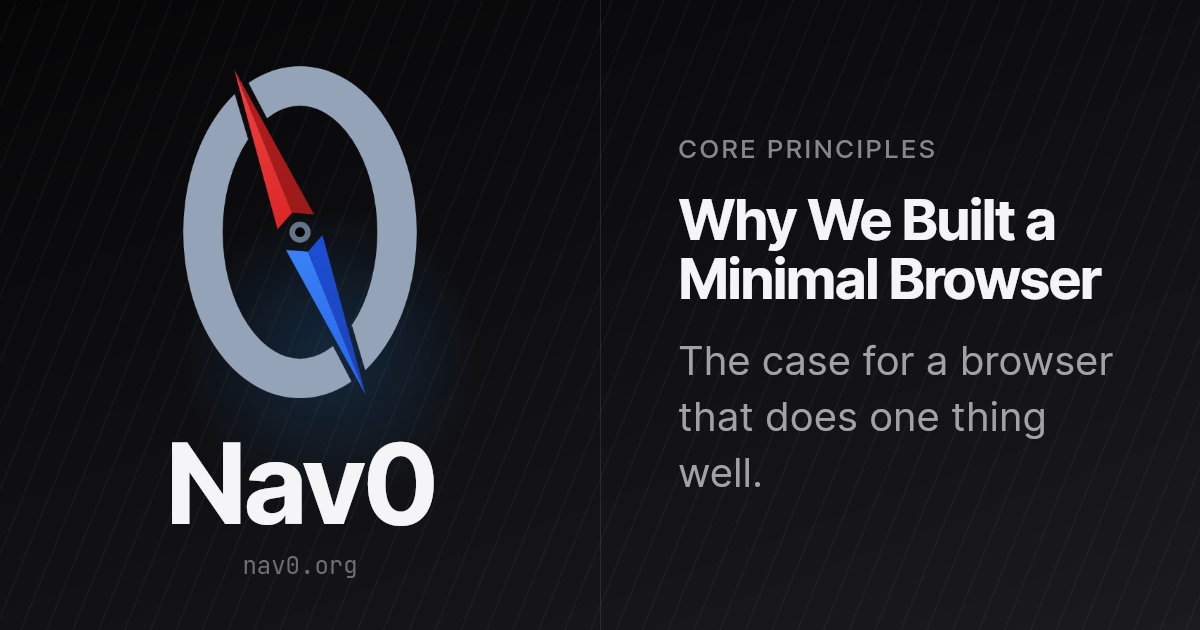 Nav0
nav0.org
CORE PRINCIPLES
Why We Built a
Minimal Browser
The case for a browser
that does one thing
well.